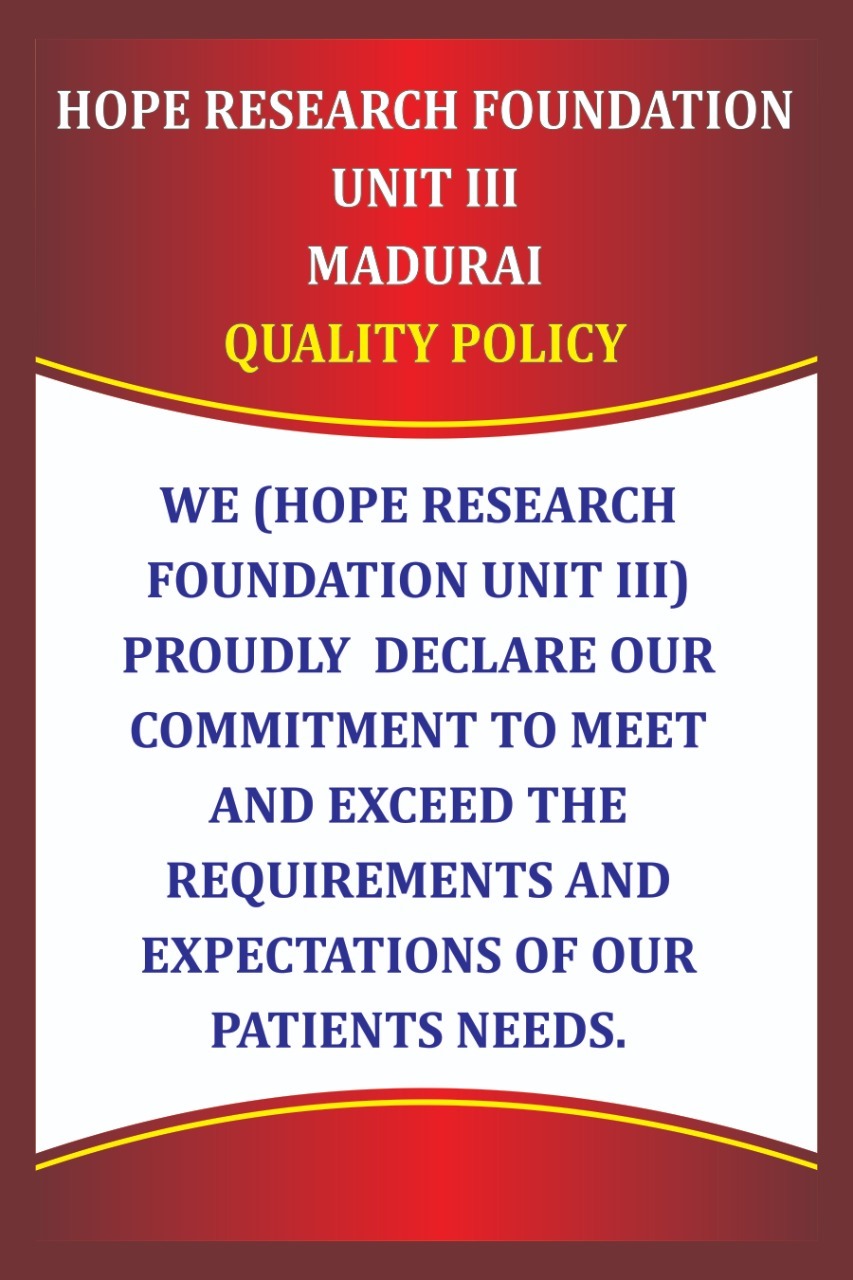 HOPE RESEARCH FOUNDATION
UNIT III
MADURAI
QUALITY POLICY
WE (HOPE RESEARCH
FOUNDATION UNIT III)
PROUDLY  DECLARE OUR
COMMITMENT TO MEET
AND EXCEED THE
REQUIREMENTS AND
EXPECTATIONS OF OUR
PATIENTS NEEDS.